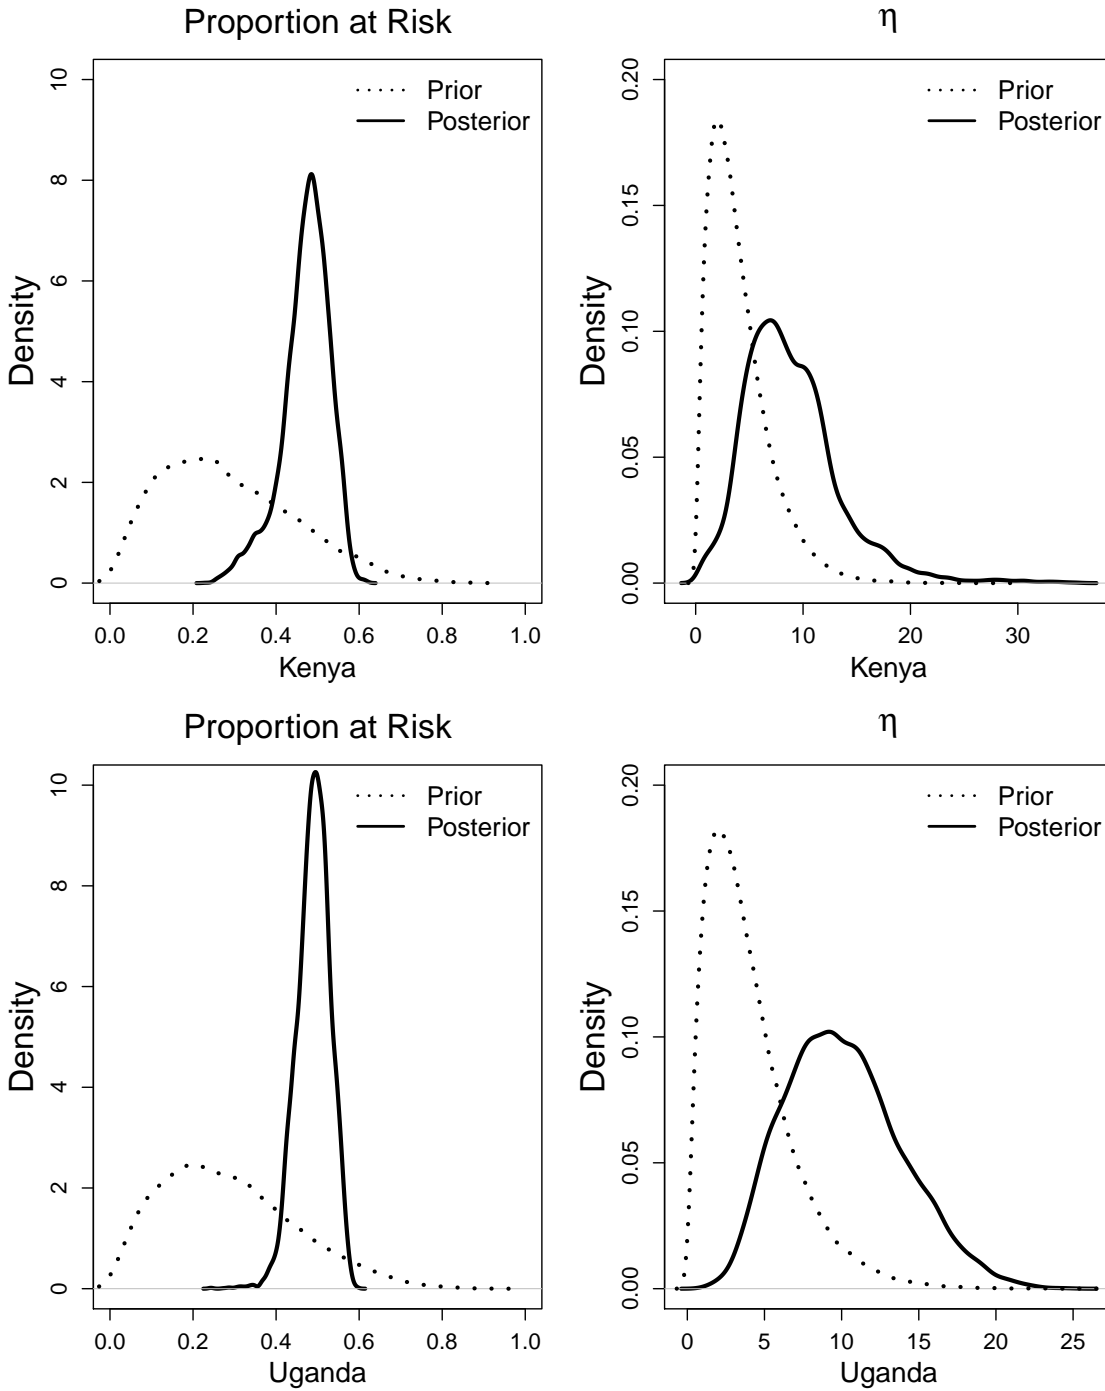 Proportion at Risk
Density
10
8
6
4
2
0
Prior
Posterior
0.0 0.2 0.4 0.6 0.8 1.0
Kenya
η
Density
0.20
0.15
0.10
0.05
0.00
Prior
Posterior
0 10 20 30
Kenya
Proportion at Risk
Density
10
8
6
4
2
0
Prior
Posterior
0.0 0.2 0.4 0.6 0.8 1.0
Uganda
η
Density
0.20
0.15
0.10
0.05
0.00
Prior
Posterior
0 5 10 15 20 25
Uganda